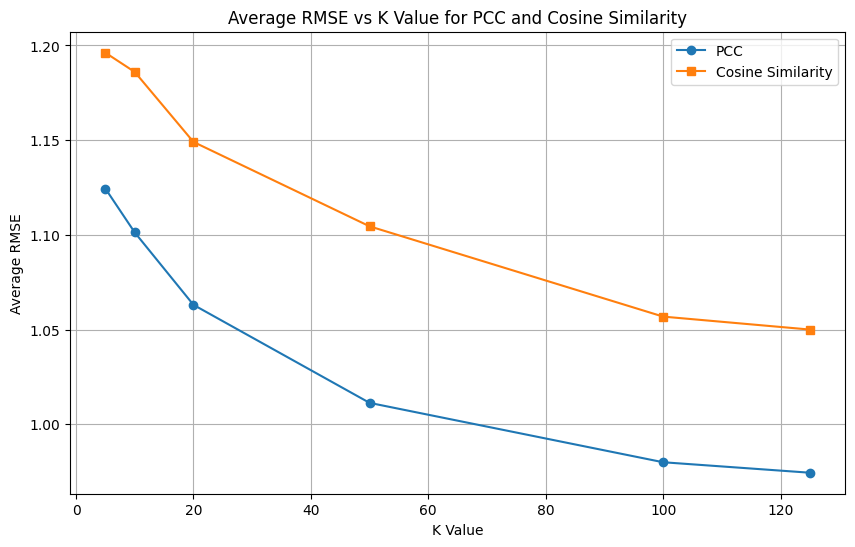 Average RMSE vs K Value for PCC and Cosine Similarity
PCC
Cosine Similarity
1.20
1.15
1.10
1.05
1.00
Average RMSE
0 20 40 60 80 100 120
K Value